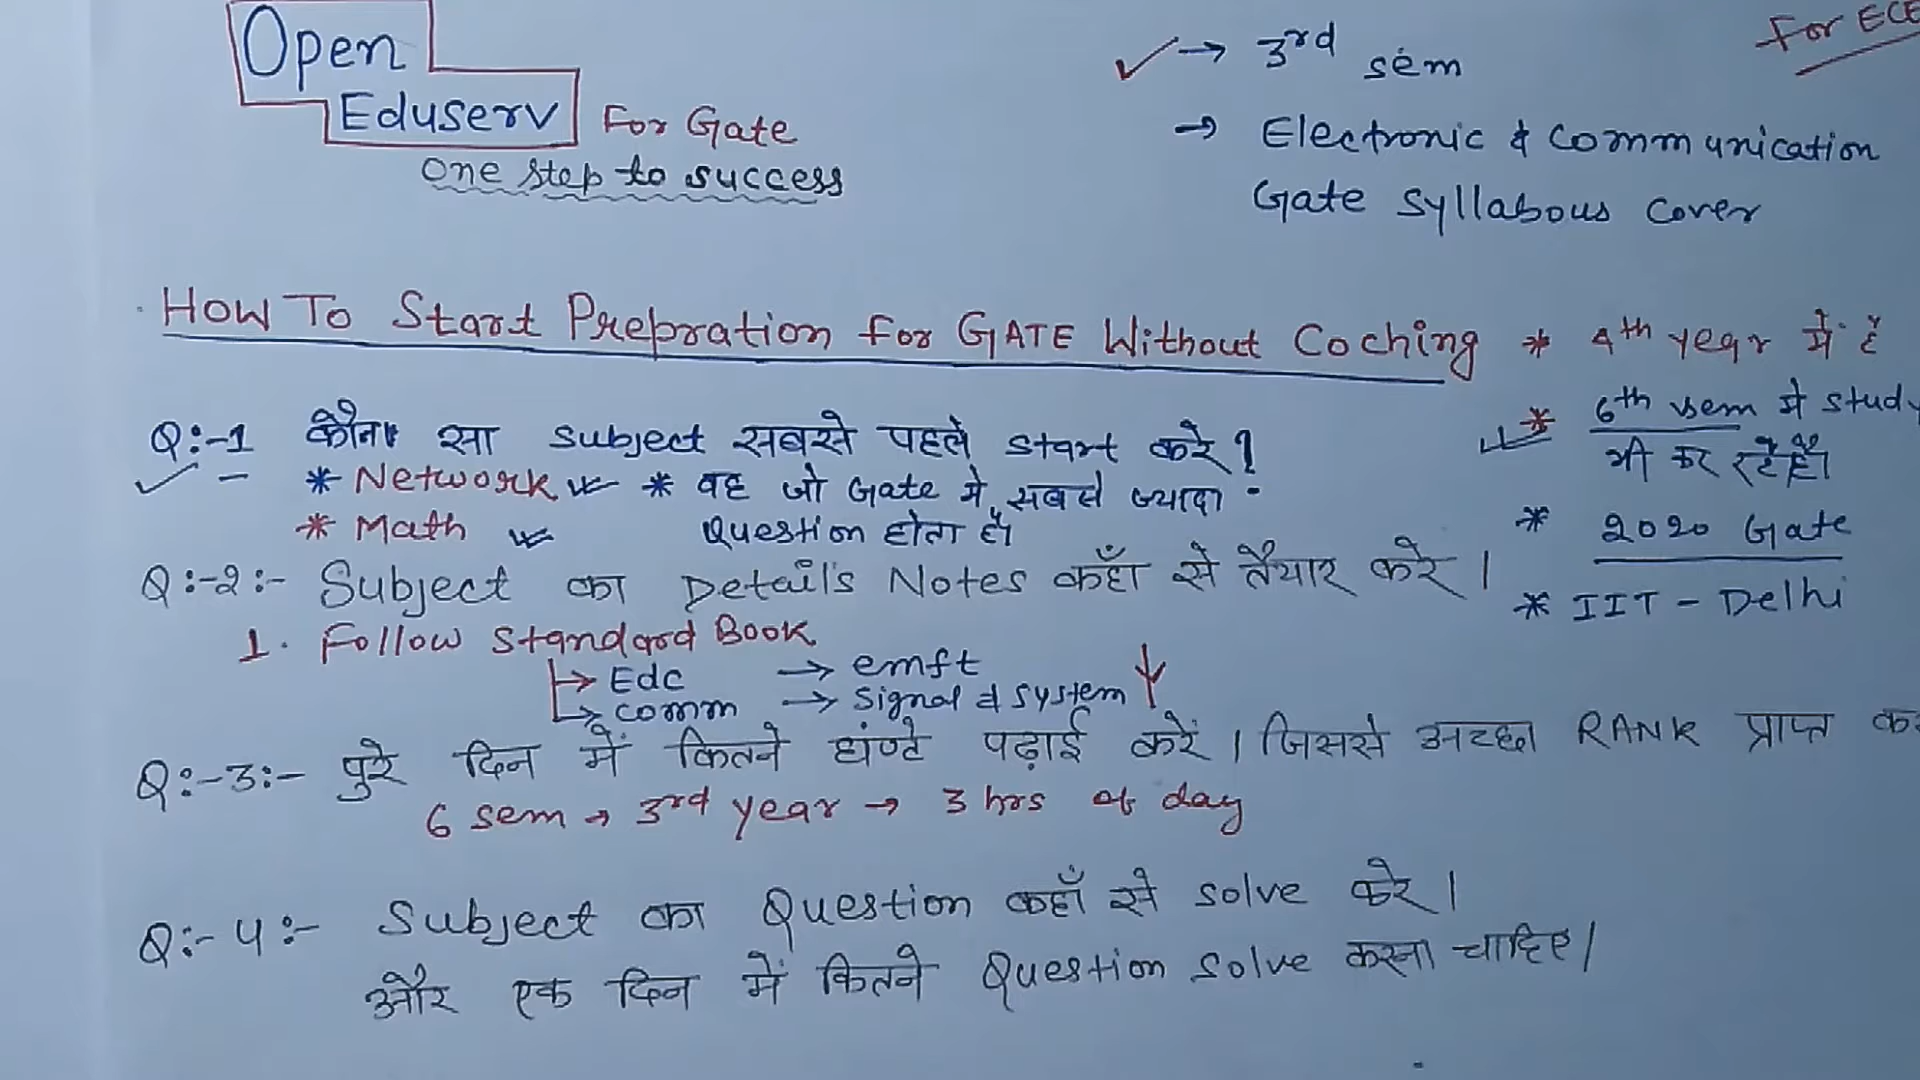 Open
Eduserv For Gate
One step to success
→ 3rd sem
→ Electronic & Communication
Gate Syllabous Cover
For ECE
How To Start Prepration For GATE Without Coching
* 4th year में है
* 6th sem मे study
भी कर रहे हैं।
* 2020 Gate
* IIT - Delhi
Q:-1 कौन सा subject सबसे पहले start करे?
* Network * वह जो Gate मे सबसे ज्यादा
* Math Question होता है।
Q:-2:- Subject का Detail's Notes कहाँ से तैयार करे।
1. Follow Standard Book
→ Edc → emft
→ comm → Signal & System
Q:-3:- पुरे दिन में कितने घंण्टे पढ़ाई करें। जिससे अच्छा RANK प्राप्त
6 sem → 3rd year → 3 hrs of day
Q:-4:- Subject का Question कहाँ से solve करे।
और एक दिन में कितने Question solve करना चाहिए।